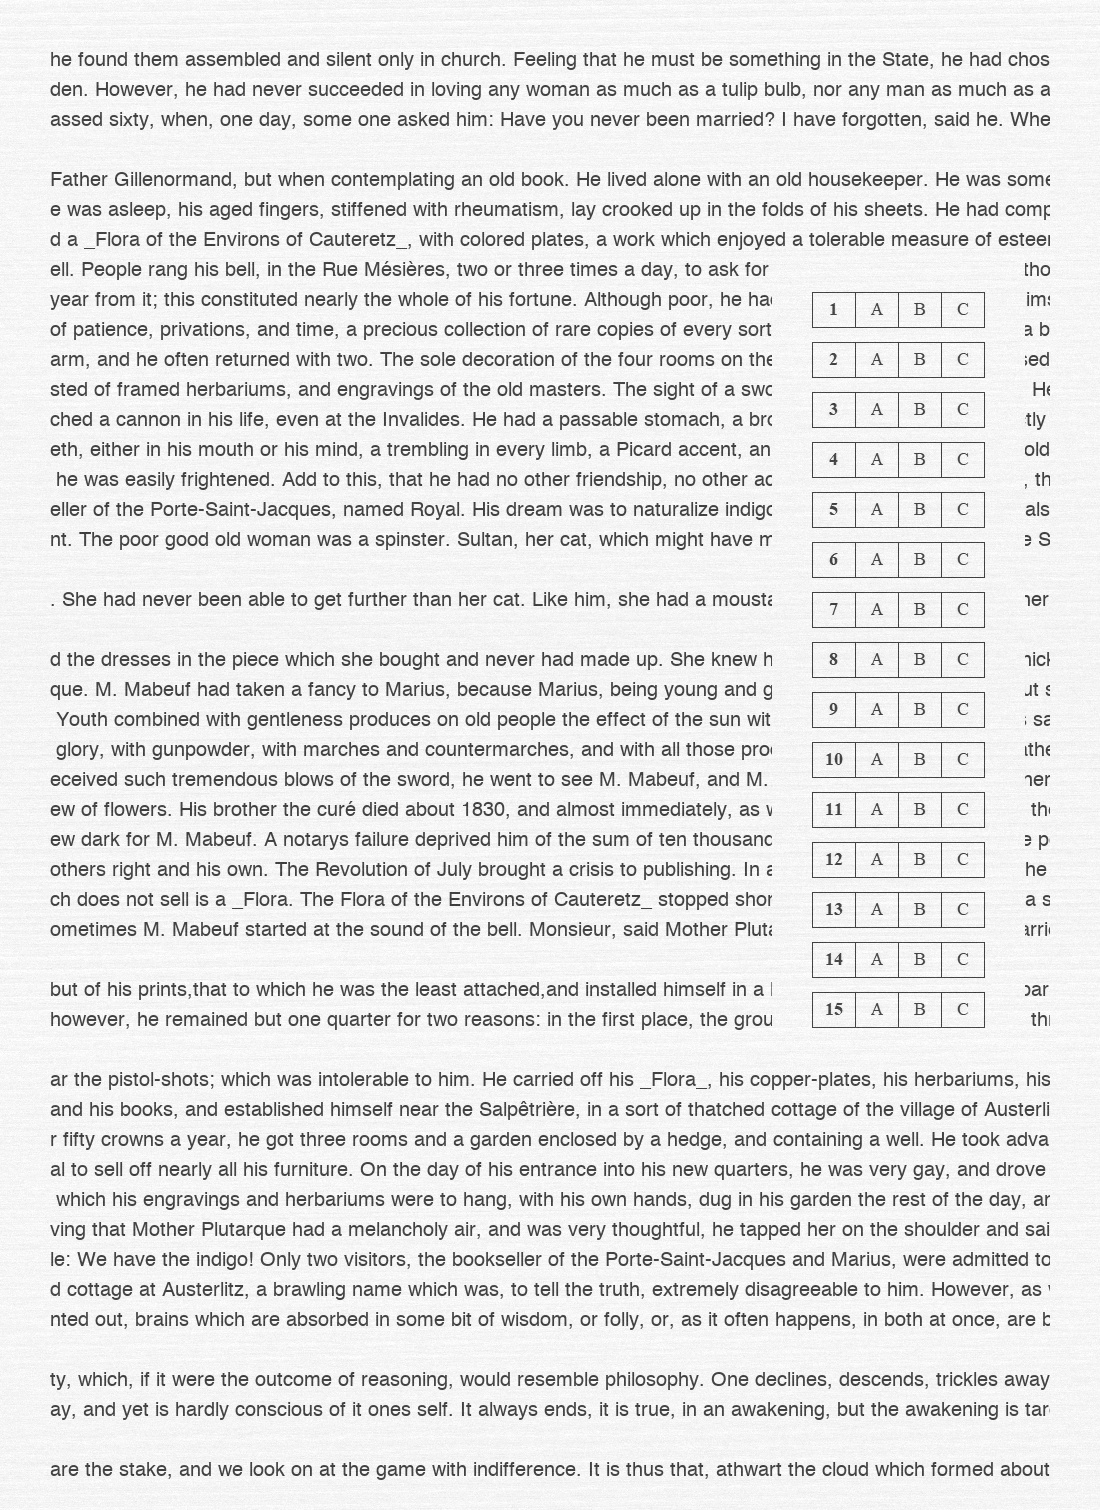 he found them assembled and silent only in church. Feeling that he must be something in the State, he had chos
den. However, he had never succeeded in loving any woman as much as a tulip bulb, nor any man as much as a
assed sixty, when, one day, some one asked him: Have you never been married? I have forgotten, said he. Whe
Father Gillenormand, but when contemplating an old book. He lived alone with an old housekeeper. He was some
e was asleep, his aged fingers, stiffened with rheumatism, lay crooked up in the folds of his sheets. He had comp
d a _Flora of the Environs of Cauteretz_, with colored plates, a work which enjoyed a tolerable measure of esteer
ell. People rang his bell, in the Rue Mésières, two or three times a day, to ask for tho
year from it; this constituted nearly the whole of his fortune. Although poor, he had ims
of patience, privations, and time, a precious collection of rare copies of every sort a b
arm, and he often returned with two. The sole decoration of the four rooms on the sed
sted of framed herbariums, and engravings of the old masters. The sight of a swo He
ched a cannon in his life, even at the Invalides. He had a passable stomach, a bro tly
eth, either in his mouth or his mind, a trembling in every limb, a Picard accent, an old
he was easily frightened. Add to this, that he had no other friendship, no other ac , th
eller of the Porte-Saint-Jacques, named Royal. His dream was to naturalize indigo als
nt. The poor good old woman was a spinster. Sultan, her cat, which might have m e S
. She had never been able to get further than her cat. Like him, she had a mousta her
d the dresses in the piece which she bought and never had made up. She knew h nick
que. M. Mabeuf had taken a fancy to Marius, because Marius, being young and g ut s
Youth combined with gentleness produces on old people the effect of the sun wit s sa
glory, with gunpowder, with marches and countermarches, and with all those pro athe
eceived such tremendous blows of the sword, he went to see M. Mabeuf, and M. her
ew of flowers. His brother the curé died about 1830, and almost immediately, as w the
ew dark for M. Mabeuf. A notarys failure deprived him of the sum of ten thousand e p
others right and his own. The Revolution of July brought a crisis to publishing. In a he
ch does not sell is a _Flora. The Flora of the Environs of Cauteretz_ stopped shor a s
ometimes M. Mabeuf started at the sound of the bell. Monsieur, said Mother Pluta arri
but of his prints,that to which he was the least attached,and installed himself in a par
however, he remained but one quarter for two reasons: in the first place, the grou thr
ar the pistol-shots; which was intolerable to him. He carried off his _Flora_, his copper-plates, his herbariums, his
and his books, and established himself near the Salpêtrière, in a sort of thatched cottage of the village of Austerli
r fifty crowns a year, he got three rooms and a garden enclosed by a hedge, and containing a well. He took adva
al to sell off nearly all his furniture. On the day of his entrance into his new quarters, he was very gay, and drove
which his engravings and herbariums were to hang, with his own hands, dug in his garden the rest of the day, ar
ving that Mother Plutarque had a melancholy air, and was very thoughtful, he tapped her on the shoulder and sai
le: We have the indigo! Only two visitors, the bookseller of the Porte-Saint-Jacques and Marius, were admitted to
d cottage at Austerlitz, a brawling name which was, to tell the truth, extremely disagreeable to him. However, as
nted out, brains which are absorbed in some bit of wisdom, or folly, or, as it often happens, in both at once, are b
ty, which, if it were the outcome of reasoning, would resemble philosophy. One declines, descends, trickles away
ay, and yet is hardly conscious of it ones self. It always ends, it is true, in an awakening, but the awakening is tar
are the stake, and we look on at the game with indifference. It is thus that, athwart the cloud which formed about
1 A B C
2 A B C
3 A B C
4 A B C
5 A B C
6 A B C
7 A B C
8 A B C
9 A B C
10 A B C
11 A B C
12 A B C
13 A B C
14 A B C
15 A B C